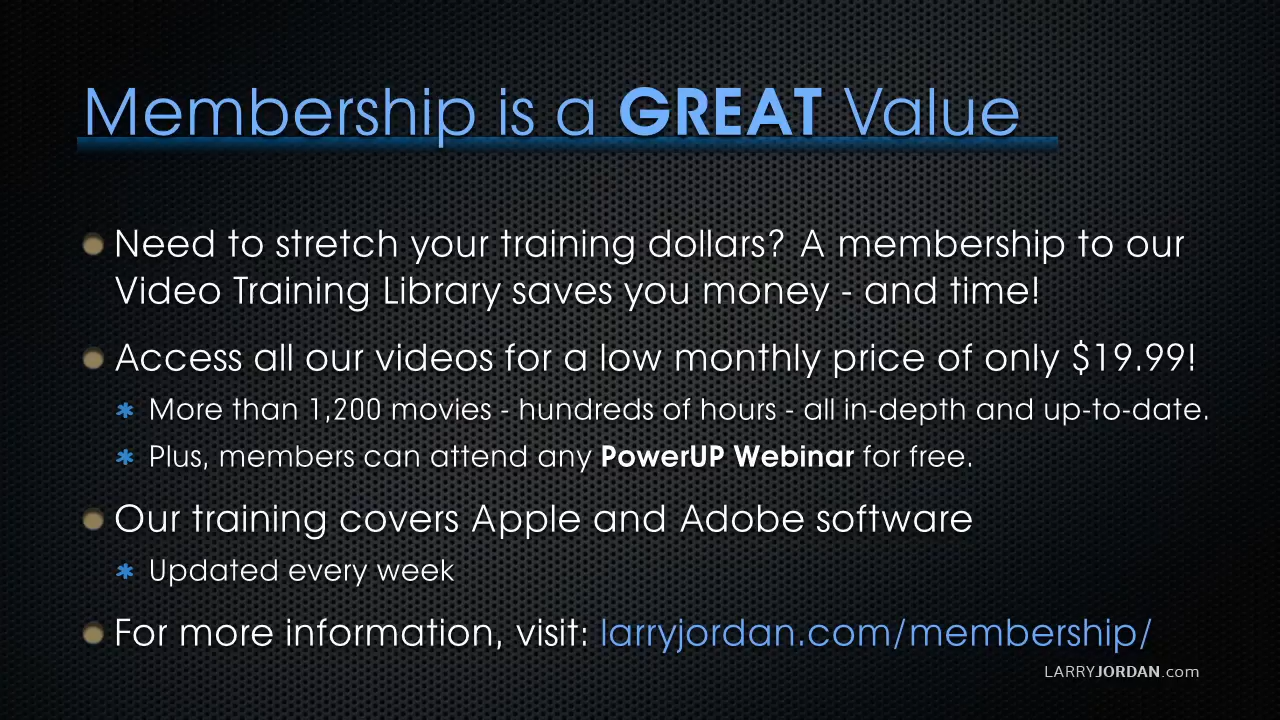 Membership is a GREAT Value
Need to stretch your training dollars? A membership to our
Video Training Library saves you money - and time!
Access all our videos for a low monthly price of only $19.99!
More than 1,200 movies - hundreds of hours - all in-depth and up-to-date.
Plus, members can attend any PowerUP Webinar for free.
Our training covers Apple and Adobe software
Updated every week
For more information, visit: larryjordan.com/membership/
LARRYJORDAN.com